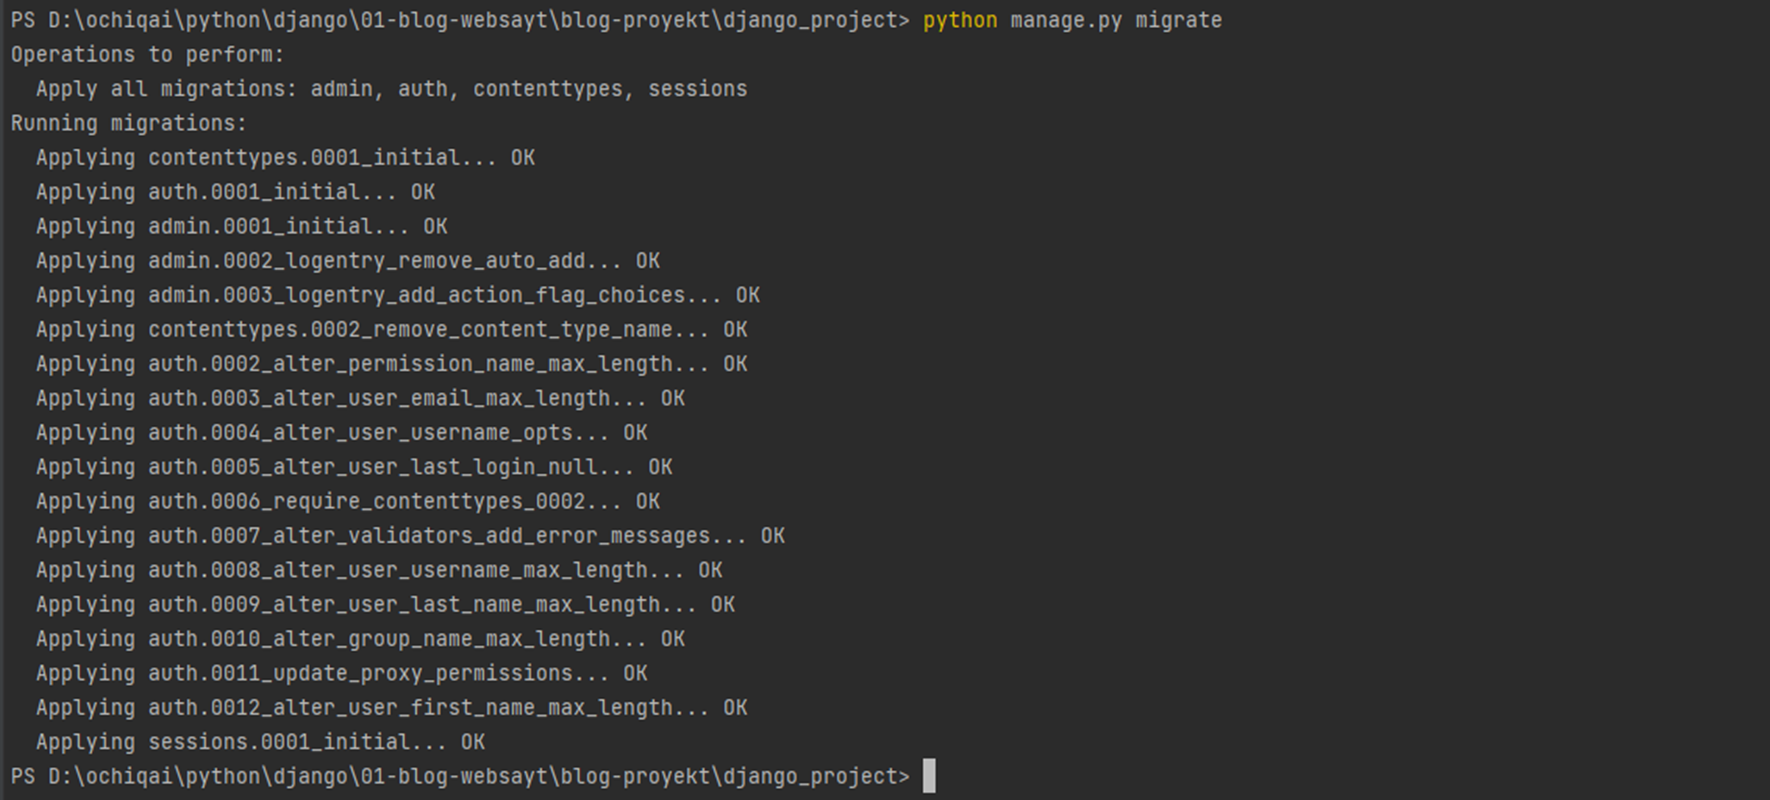 PS D:\ochiqai\python\django\01-blog-websayt\blog-proyekt\django_project> python manage.py migrate
Operations to perform:
  Apply all migrations: admin, auth, contenttypes, sessions
Running migrations:
  Applying contenttypes.0001_initial... OK
  Applying auth.0001_initial... OK
  Applying admin.0001_initial... OK
  Applying admin.0002_logentry_remove_auto_add... OK
  Applying admin.0003_logentry_add_action_flag_choices... OK
  Applying contenttypes.0002_remove_content_type_name... OK
  Applying auth.0002_alter_permission_name_max_length... OK
  Applying auth.0003_alter_user_email_max_length... OK
  Applying auth.0004_alter_user_username_opts... OK
  Applying auth.0005_alter_user_last_login_null... OK
  Applying auth.0006_require_contenttypes_0002... OK
  Applying auth.0007_alter_validators_add_error_messages... OK
  Applying auth.0008_alter_user_username_max_length... OK
  Applying auth.0009_alter_user_last_name_max_length... OK
  Applying auth.0010_alter_group_name_max_length... OK
  Applying auth.0011_update_proxy_permissions... OK
  Applying auth.0012_alter_user_first_name_max_length... OK
  Applying sessions.0001_initial... OK
PS D:\ochiqai\python\django\01-blog-websayt\blog-proyekt\django_project>